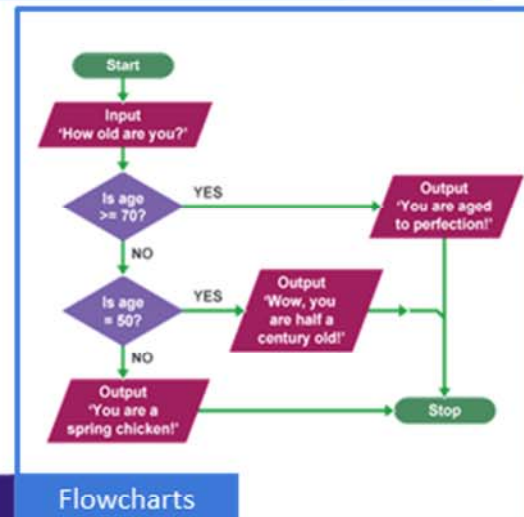 Start
Input
‘How old are you?’
Is age
>= 70?
YES
Output
‘You are aged
to perfection!’
NO
Is age
= 50?
YES
Output
‘Wow, you
are half a
century old!’
NO
Output
‘You are a
spring chicken!’
Stop
Flowcharts